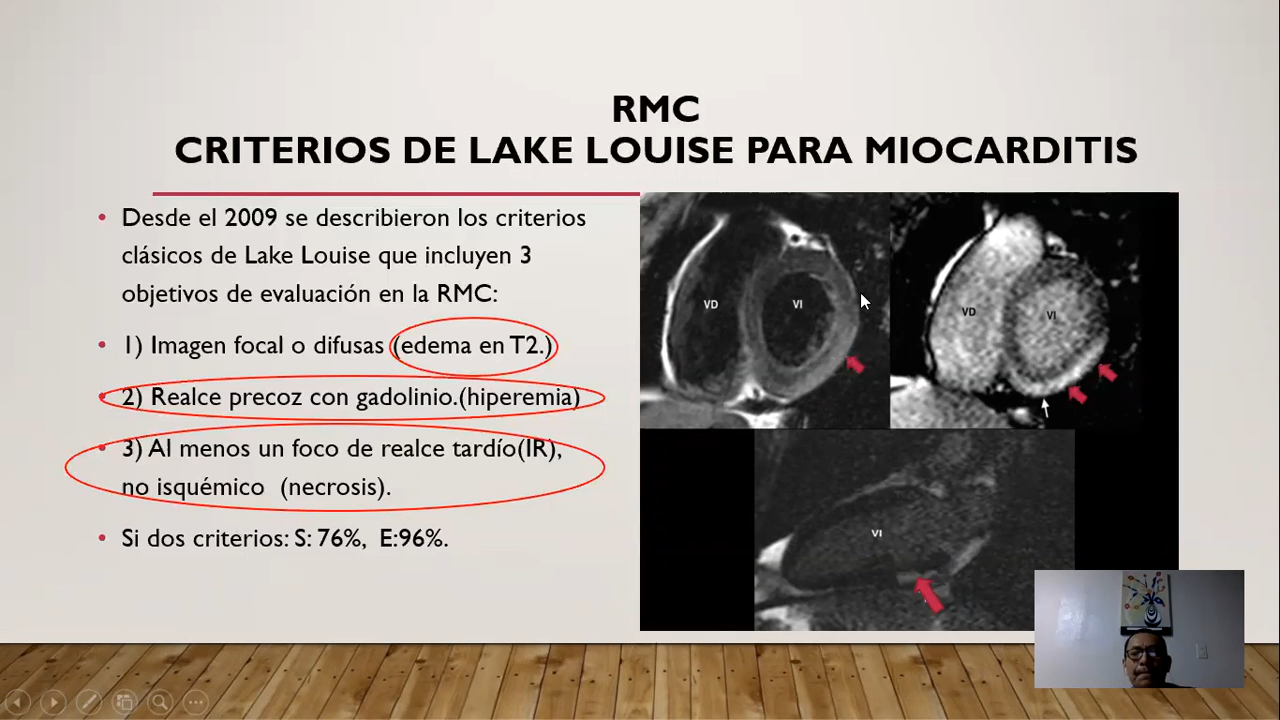 RMC
CRITERIOS DE LAKE LOUISE PARA MIOCARDITIS
• Desde el 2009 se describieron los criterios
clásicos de Lake Louise que incluyen 3
objetivos de evaluación en la RMC:
• 1) Imagen focal o difusas (edema en T2.)
• 2) Realce precoz con gadolinio.(hiperemia)
• 3) Al menos un foco de realce tardío(IR),
no isquémico (necrosis).
• Si dos criterios: S: 76%, E:96%.
VD
VI
VD
VI
VI